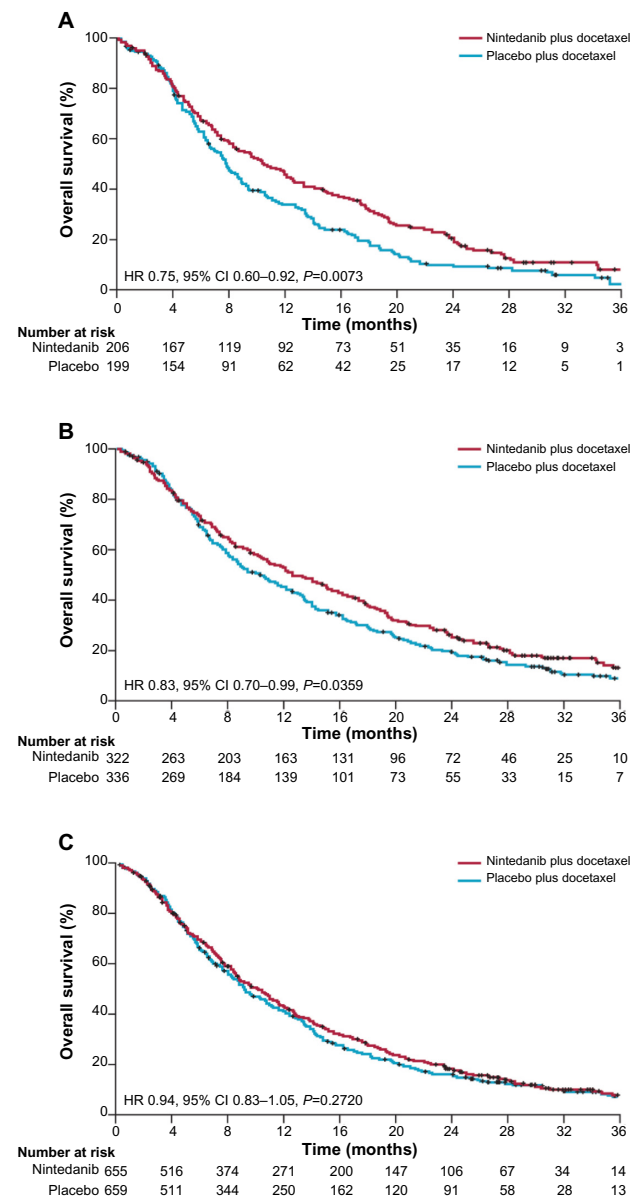 A
Nintedanib plus docetaxel
Placebo plus docetaxel
Overall survival (%)
100
80
60
40
20
0
HR 0.75, 95% CI 0.60–0.92, P=0.0073
0 4 8 12 16 20 24 28 32 36
Time (months)
Number at risk
Nintedanib 206 167 119 92 73 51 35 16 9 3
Placebo 199 154 91 62 42 25 17 12 5 1
B
Nintedanib plus docetaxel
Placebo plus docetaxel
Overall survival (%)
100
80
60
40
20
0
HR 0.83, 95% CI 0.70–0.99, P=0.0359
0 4 8 12 16 20 24 28 32 36
Time (months)
Number at risk
Nintedanib 322 263 203 163 131 96 72 46 25 10
Placebo 336 269 184 139 101 73 55 33 15 7
C
Nintedanib plus docetaxel
Placebo plus docetaxel
Overall survival (%)
100
80
60
40
20
0
HR 0.94, 95% CI 0.83–1.05, P=0.2720
0 4 8 12 16 20 24 28 32 36
Time (months)
Number at risk
Nintedanib 655 516 374 271 200 147 106 67 34 14
Placebo 659 511 344 250 162 120 91 58 28 13